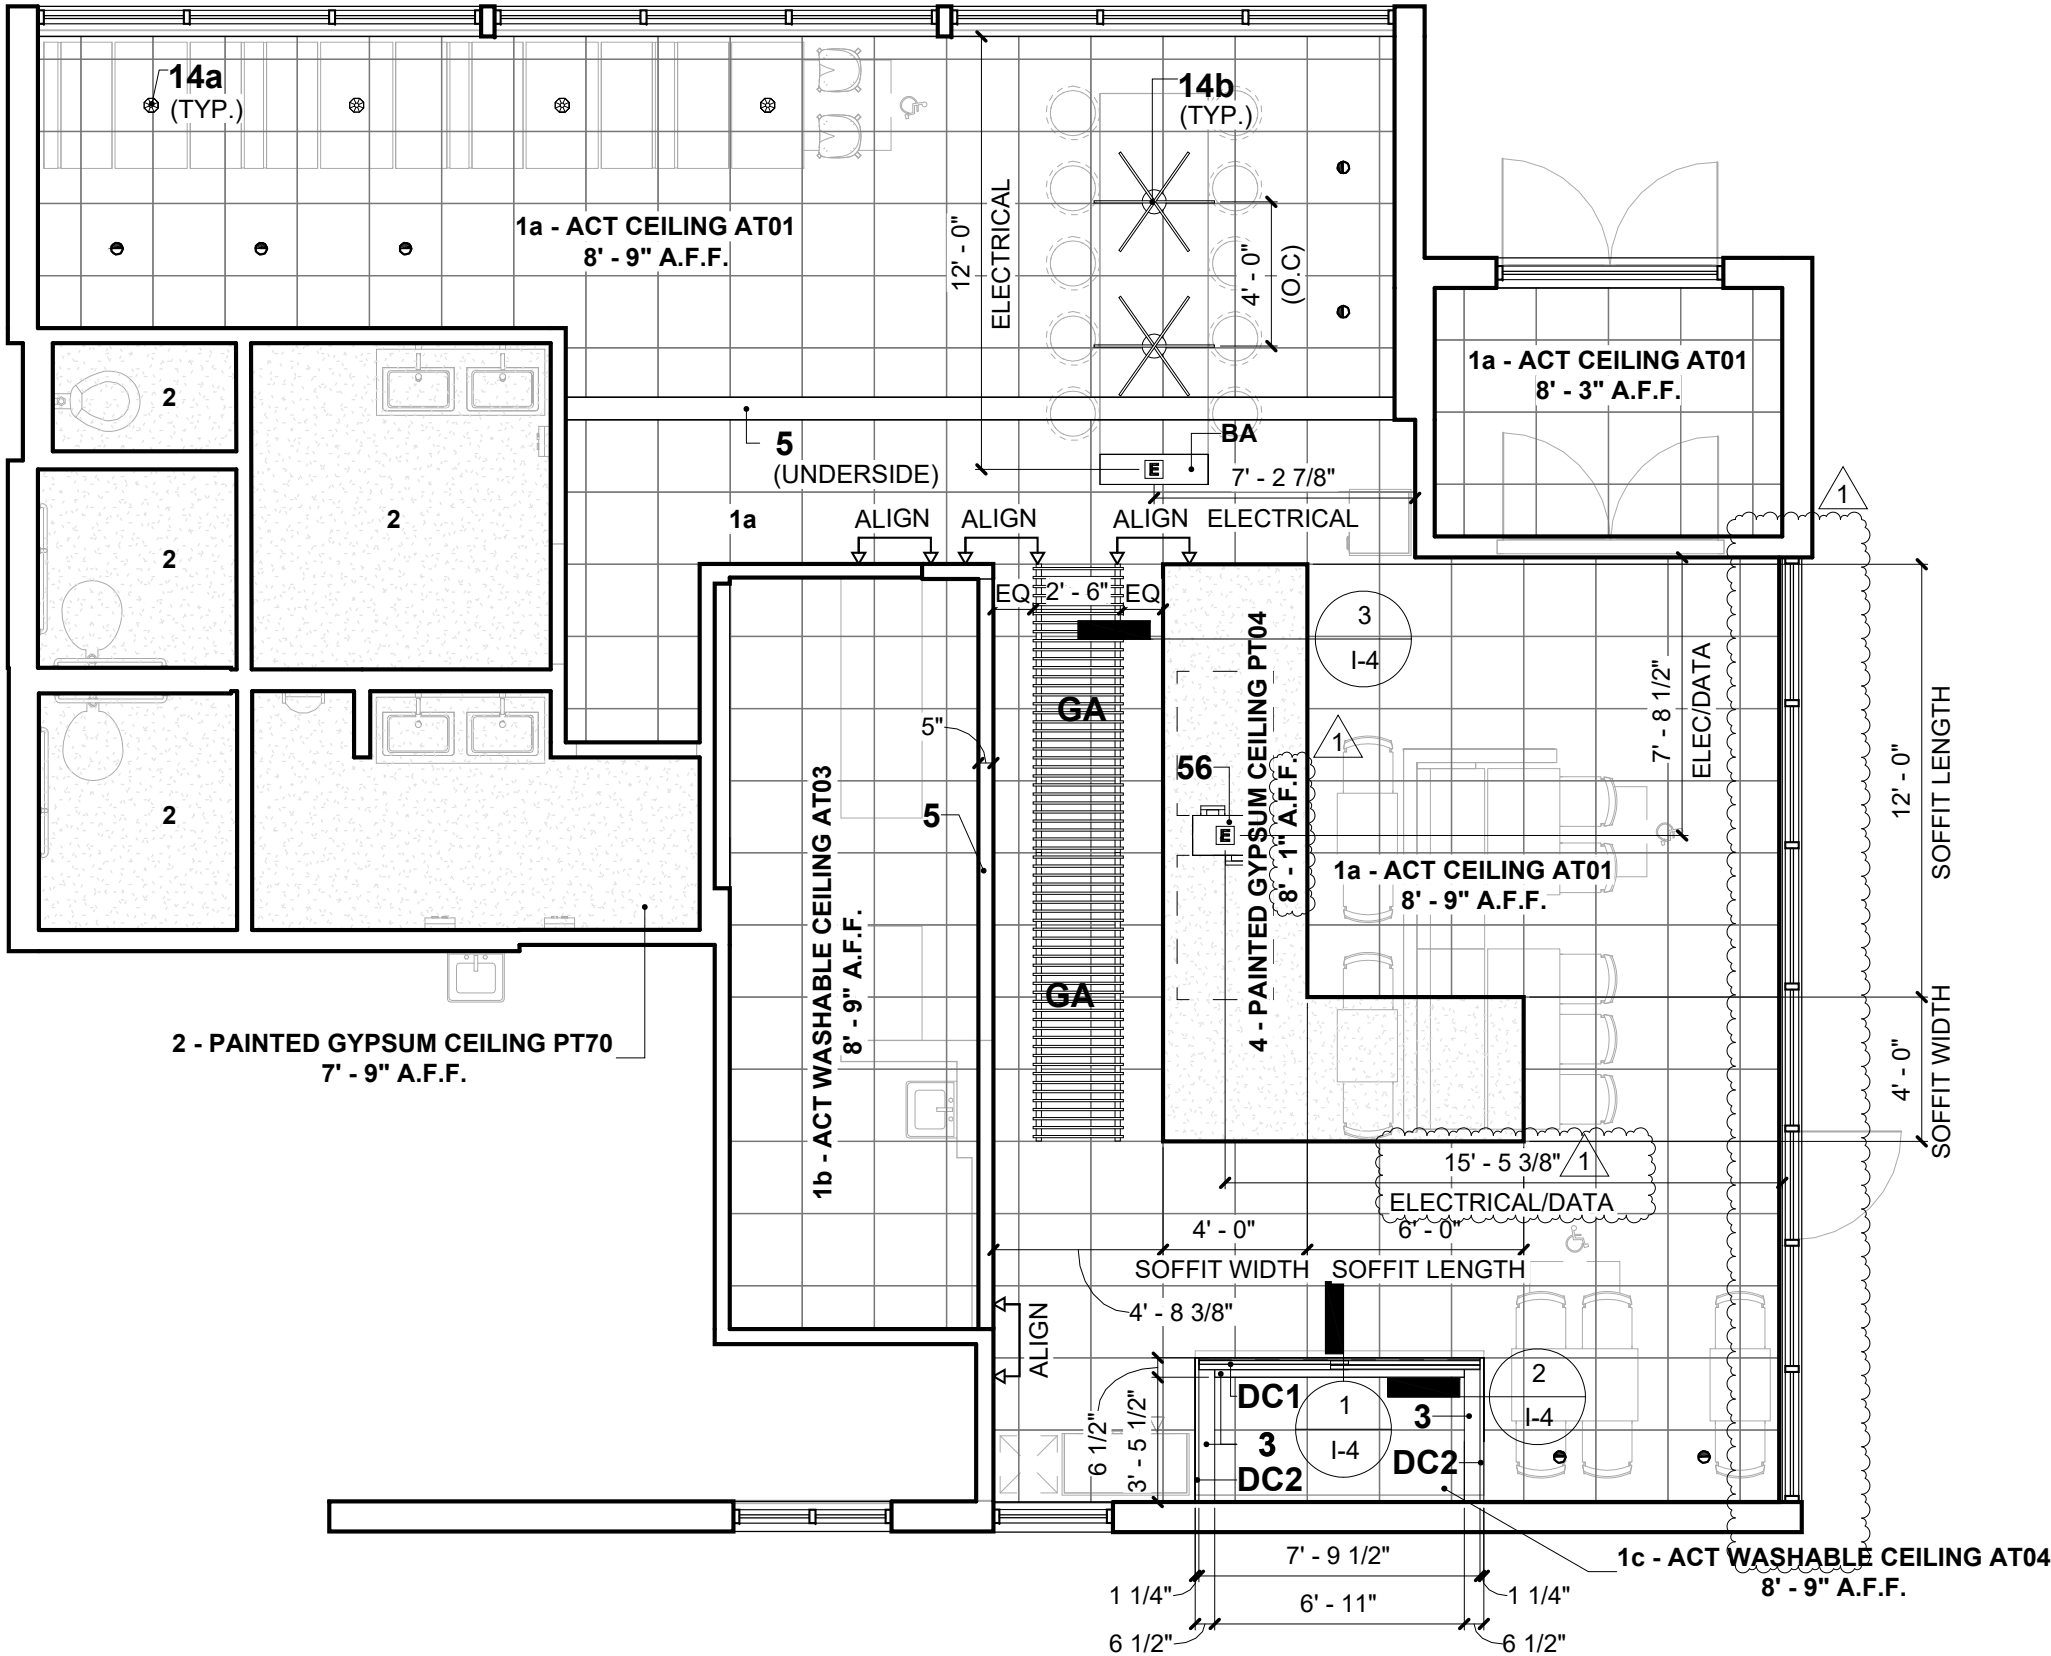 14a
(TYP.)
14b
(TYP.)
1a - ACT CEILING AT01
8' - 9" A.F.F.
12' - 0"
ELECTRICAL
4' - 0"
(O.C)
1a - ACT CEILING AT01
8' - 3" A.F.F.
2
2
2
2
5
(UNDERSIDE)
BA
E
7' - 2 7/8"
ELECTRICAL
1
1a
ALIGN
ALIGN
ALIGN
EQ
2' - 6"
EQ
3
I-4
GA
5"
5
56
E
1
4 - PAINTED GYPSUM CEILING PT04
8' - 1" A.F.F.
7' - 8 1/2"
ELEC/DATA
12' - 0"
SOFFIT LENGTH
1a - ACT CEILING AT01
8' - 9" A.F.F.
1b - ACT WASHABLE CEILING AT03
8' - 9" A.F.F.
GA
4' - 0"
SOFFIT WIDTH
2 - PAINTED GYPSUM CEILING PT70
7' - 9" A.F.F.
15' - 5 3/8"
1
ELECTRICAL/DATA
4' - 0"
SOFFIT WIDTH
6' - 0"
SOFFIT LENGTH
4' - 8 3/8"
ALIGN
6 1/2"
3' - 5 1/2"
DC1
3
DC2
1
I-4
3
DC2
2
I-4
7' - 9 1/2"
1 1/4"
1 1/4"
6' - 11"
6 1/2"
6 1/2"
1c - ACT WASHABLE CEILING AT04
8' - 9" A.F.F.